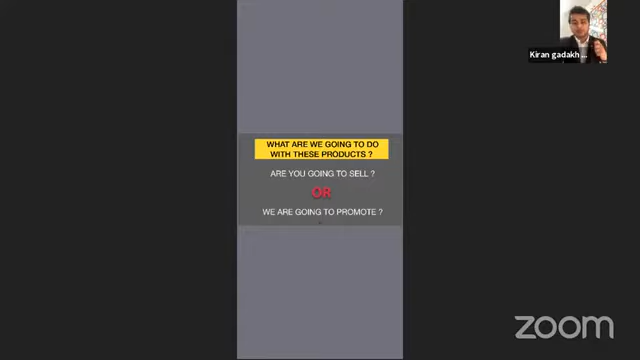 Kiran gadakh ...
WHAT ARE WE GOING TO DO
WITH THESE PRODUCTS ?
ARE YOU GOING TO SELL ?
OR
WE ARE GOING TO PROMOTE ?
zoom